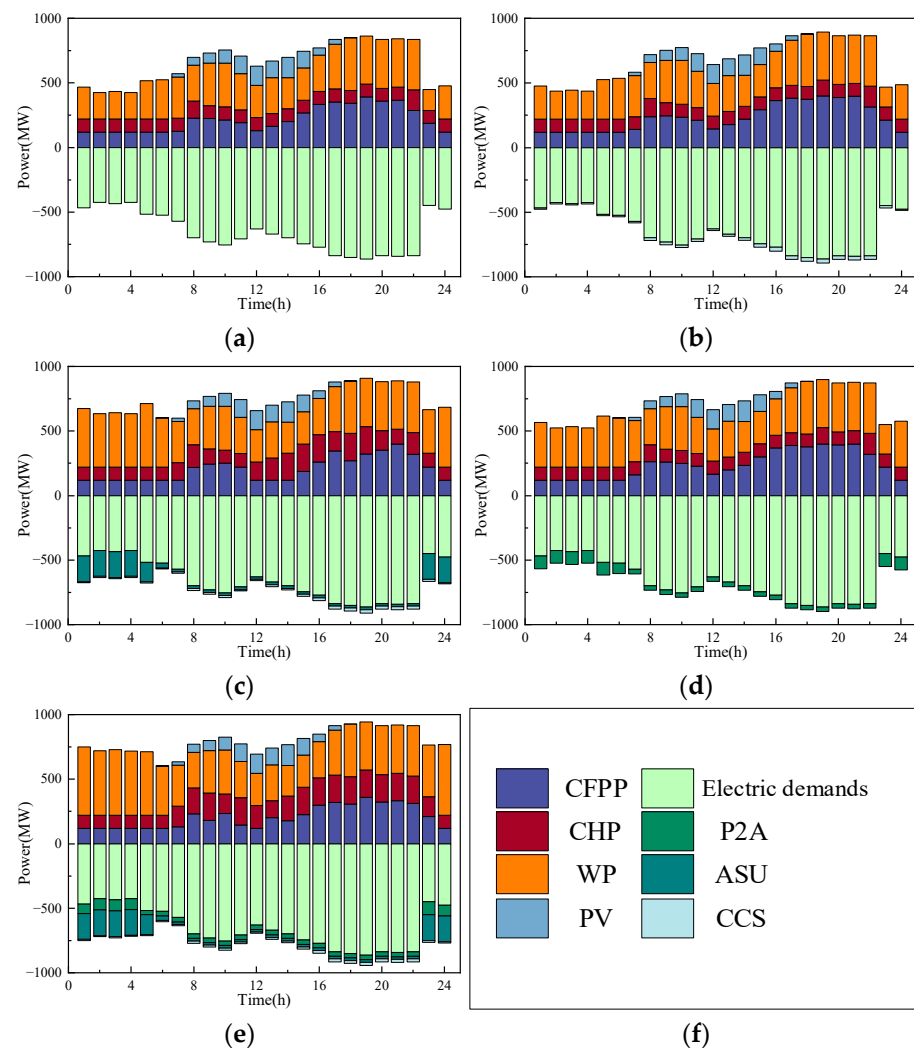 1000
500
0
−500
−1000
Power(MW)
0 4 8 12 16 20 24
Time(h)
(a)
1000
500
0
−500
−1000
Power(MW)
0 4 8 12 16 20 24
Time(h)
(b)
1000
500
0
−500
−1000
Power(MW)
0 4 8 12 16 20 24
Time(h)
(c)
1000
500
0
−500
−1000
Power(MW)
0 4 8 12 16 20 24
Time(h)
(d)
1000
500
0
−500
−1000
Power(MW)
0 4 8 12 16 20 24
Time(h)
(e)
CFPP Electric demands
CHP P2A
WP ASU
PV CCS
(f)